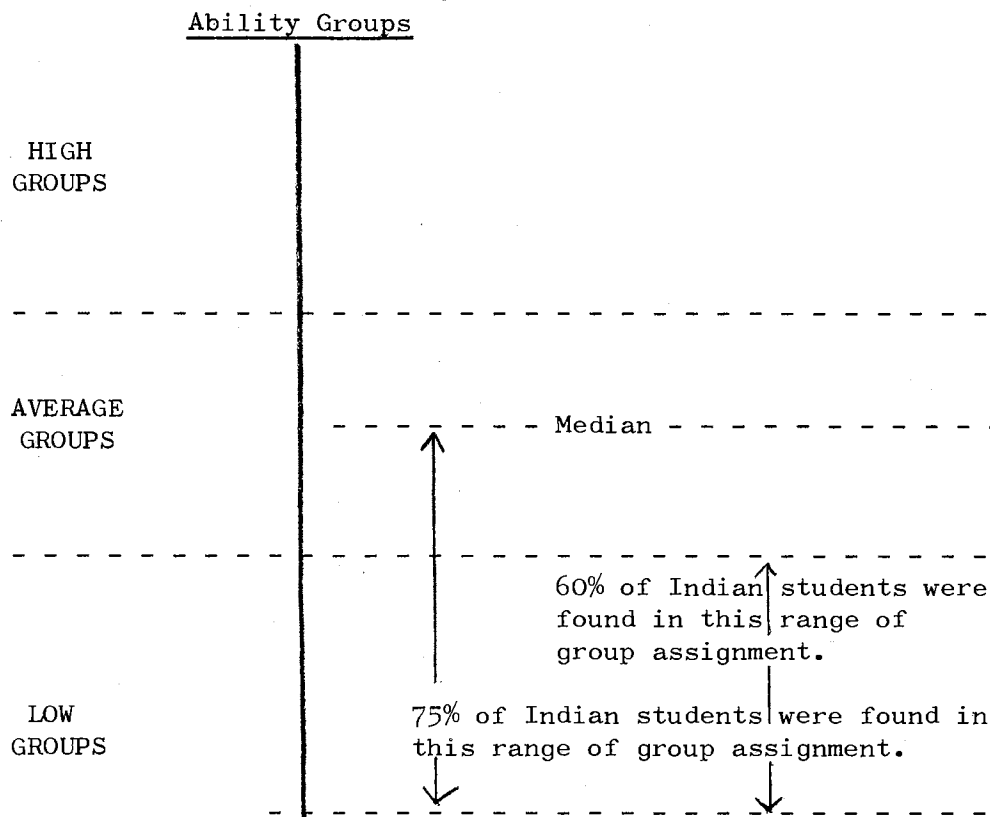 Ability Groups
HIGH
GROUPS
AVERAGE
GROUPS
Median
60% of Indian students were
found in this range of
group assignment.
LOW
GROUPS
75% of Indian students were found in
this range of group assignment.